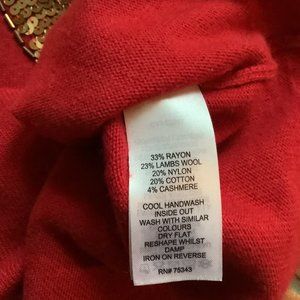 33% RAYON
23% LAMBS WOOL
20% NYLON
20% COTTON
4% CASHMERE
COOL HANDWASH
INSIDE OUT
WASH WITH SIMILAR
COLOURS
DRY FLAT
RESHAPE WHILST
DAMP
IRON ON REVERSE
RN# 75343